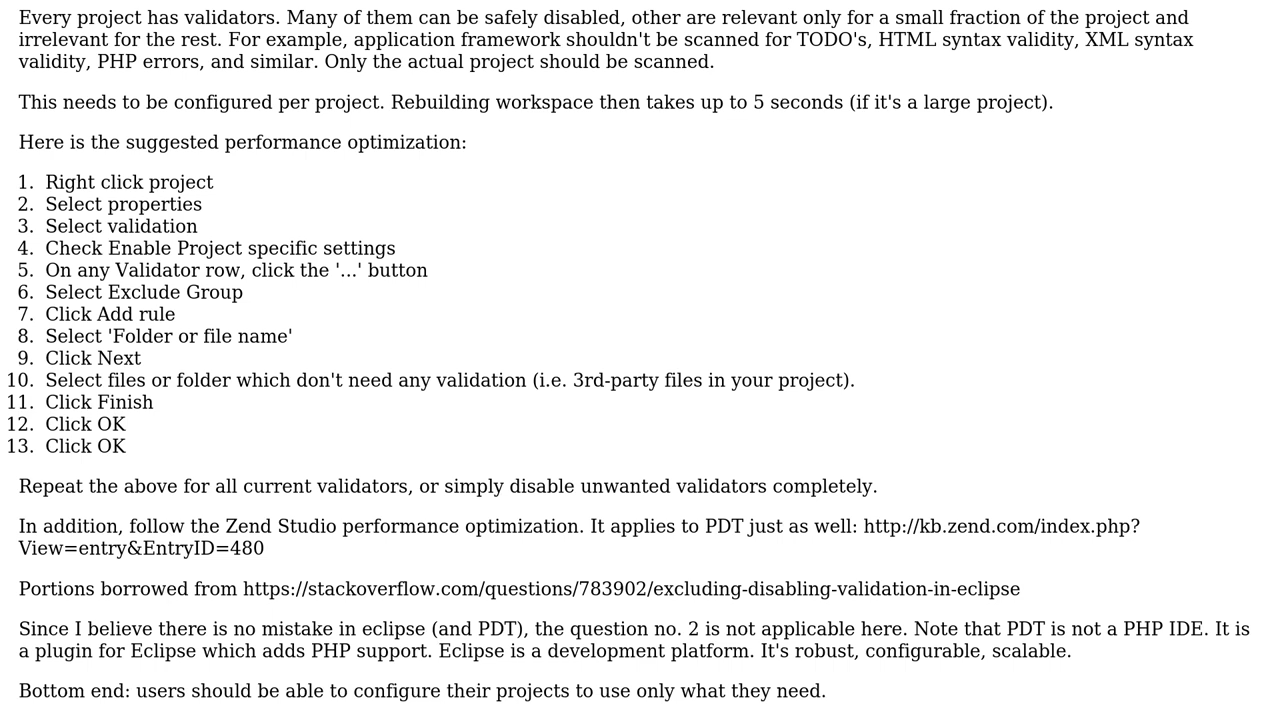 Every project has validators. Many of them can be safely disabled, other are relevant only for a small fraction of the project and
irrelevant for the rest. For example, application framework shouldn't be scanned for TODO's, HTML syntax validity, XML syntax
validity, PHP errors, and similar. Only the actual project should be scanned.
This needs to be configured per project. Rebuilding workspace then takes up to 5 seconds (if it's a large project).
Here is the suggested performance optimization:
1. Right click project
2. Select properties
3. Select validation
4. Check Enable Project specific settings
5. On any Validator row, click the '...' button
6. Select Exclude Group
7. Click Add rule
8. Select 'Folder or file name'
9. Click Next
10. Select files or folder which don't need any validation (i.e. 3rd-party files in your project).
11. Click Finish
12. Click OK
13. Click OK
Repeat the above for all current validators, or simply disable unwanted validators completely.
In addition, follow the Zend Studio performance optimization. It applies to PDT just as well: http://kb.zend.com/index.php?
View=entry&EntryID=480
Portions borrowed from https://stackoverflow.com/questions/783902/excluding-disabling-validation-in-eclipse
Since I believe there is no mistake in eclipse (and PDT), the question no. 2 is not applicable here. Note that PDT is not a PHP IDE. It is
a plugin for Eclipse which adds PHP support. Eclipse is a development platform. It's robust, configurable, scalable.
Bottom end: users should be able to configure their projects to use only what they need.